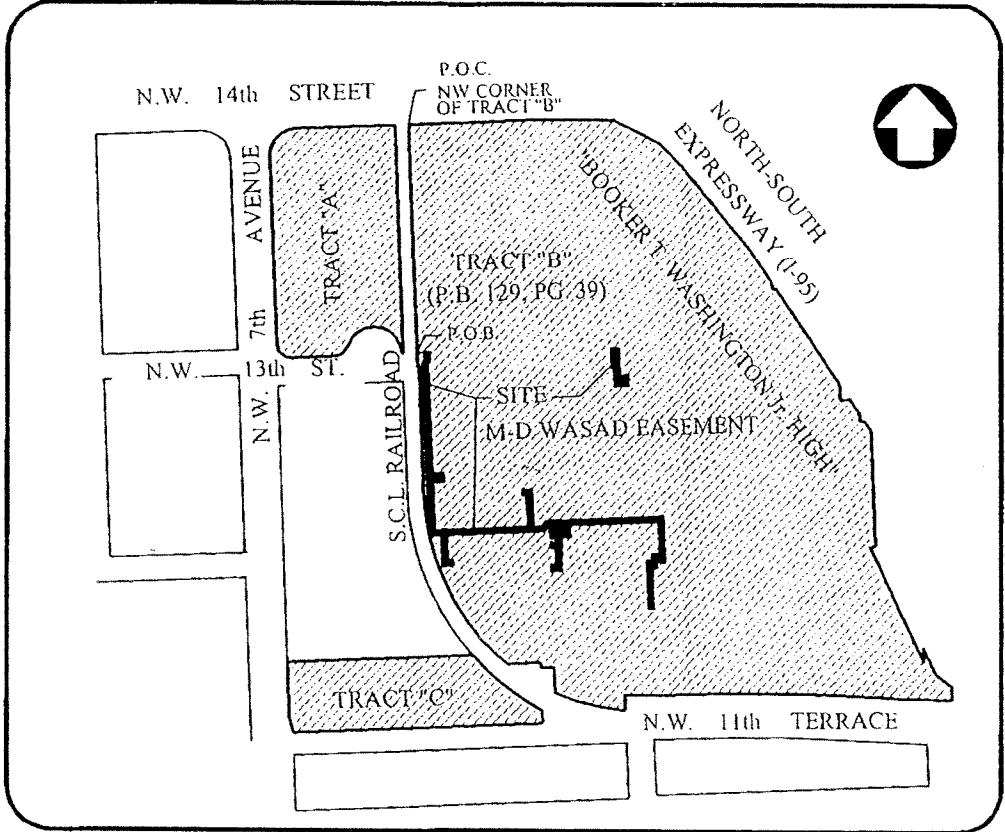 P.O.C.
NW CORNER
OF TRACT "B"
N.W. 14th STREET
NORTH-SOUTH
EXPRESSWAY (I-95)
"BOOKER T. WASHINGTON Jr. HIGH"
N.W. 7th AVENUE
TRACT "A"
TRACT "B"
(P.B. 129, PG. 39)
P.O.B.
N.W. 13th ST.
S.C.L. RAILROAD
SITE
M-D WASAD EASEMENT
TRACT "C"
N.W. 11th TERRACE